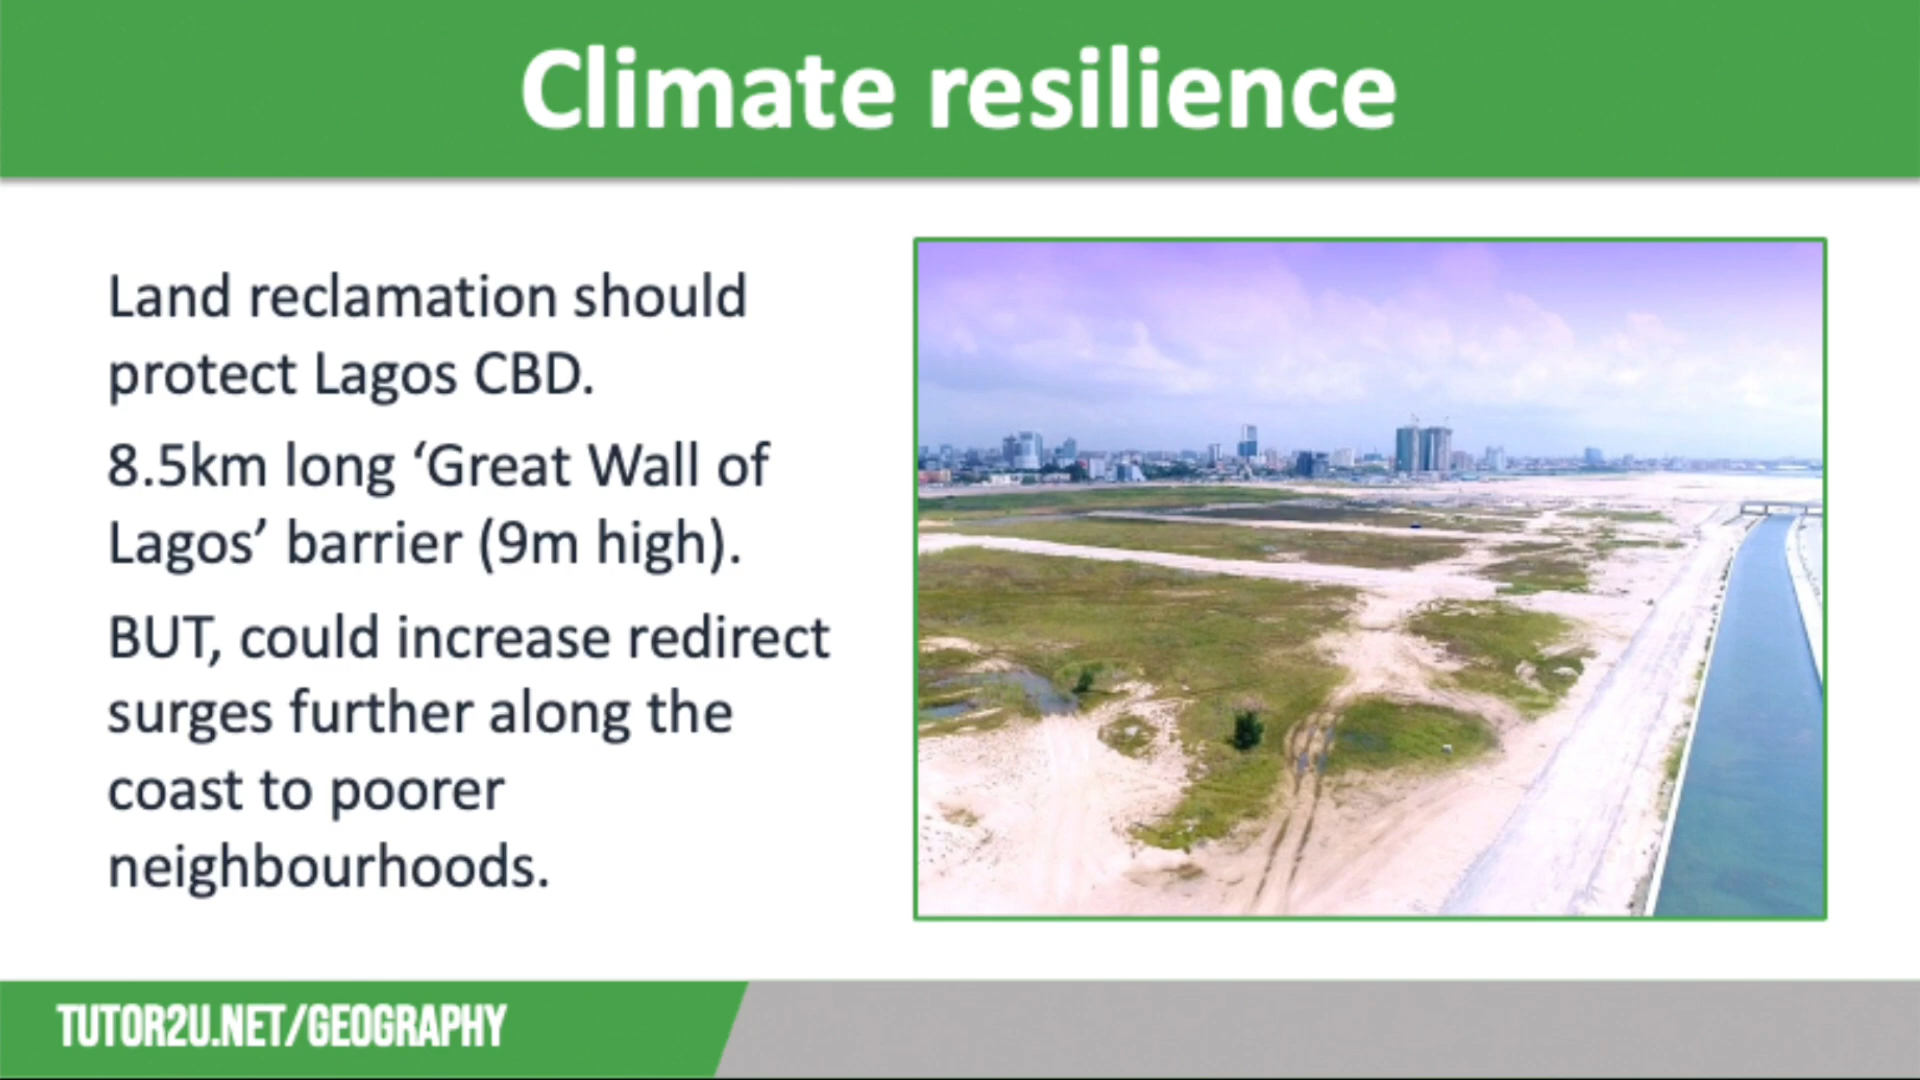 Climate resilience
Land reclamation should
protect Lagos CBD.
8.5km long ‘Great Wall of
Lagos’ barrier (9m high).
BUT, could increase redirect
surges further along the
coast to poorer
neighbourhoods.
TUTOR2U.NET/GEOGRAPHY